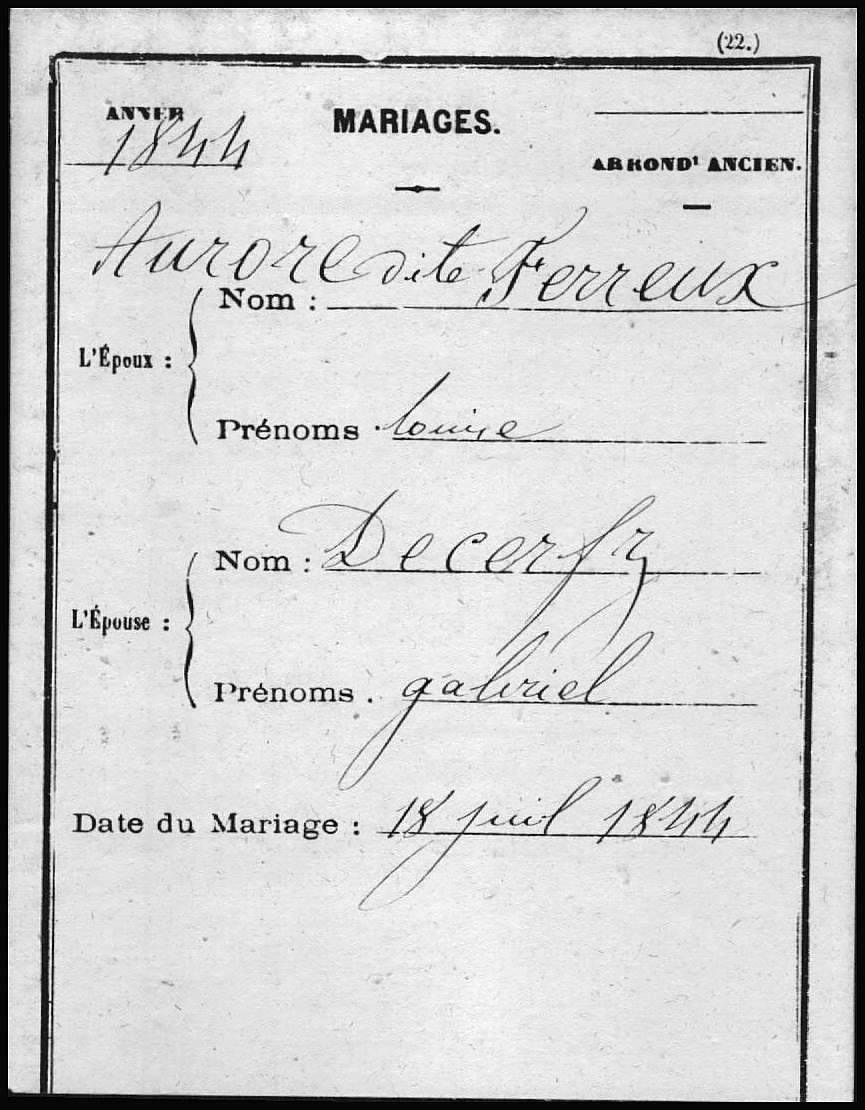 (22.)
ANNÉE
MARIAGES.
1844
ARRONDt ANCIEN.
Aurore dite Ferreux
Nom :
L'Époux :
Prénoms Louise
Nom : Decerfz
L'Épouse :
Prénoms . gabriel
Date du Mariage : 18 juil 1844